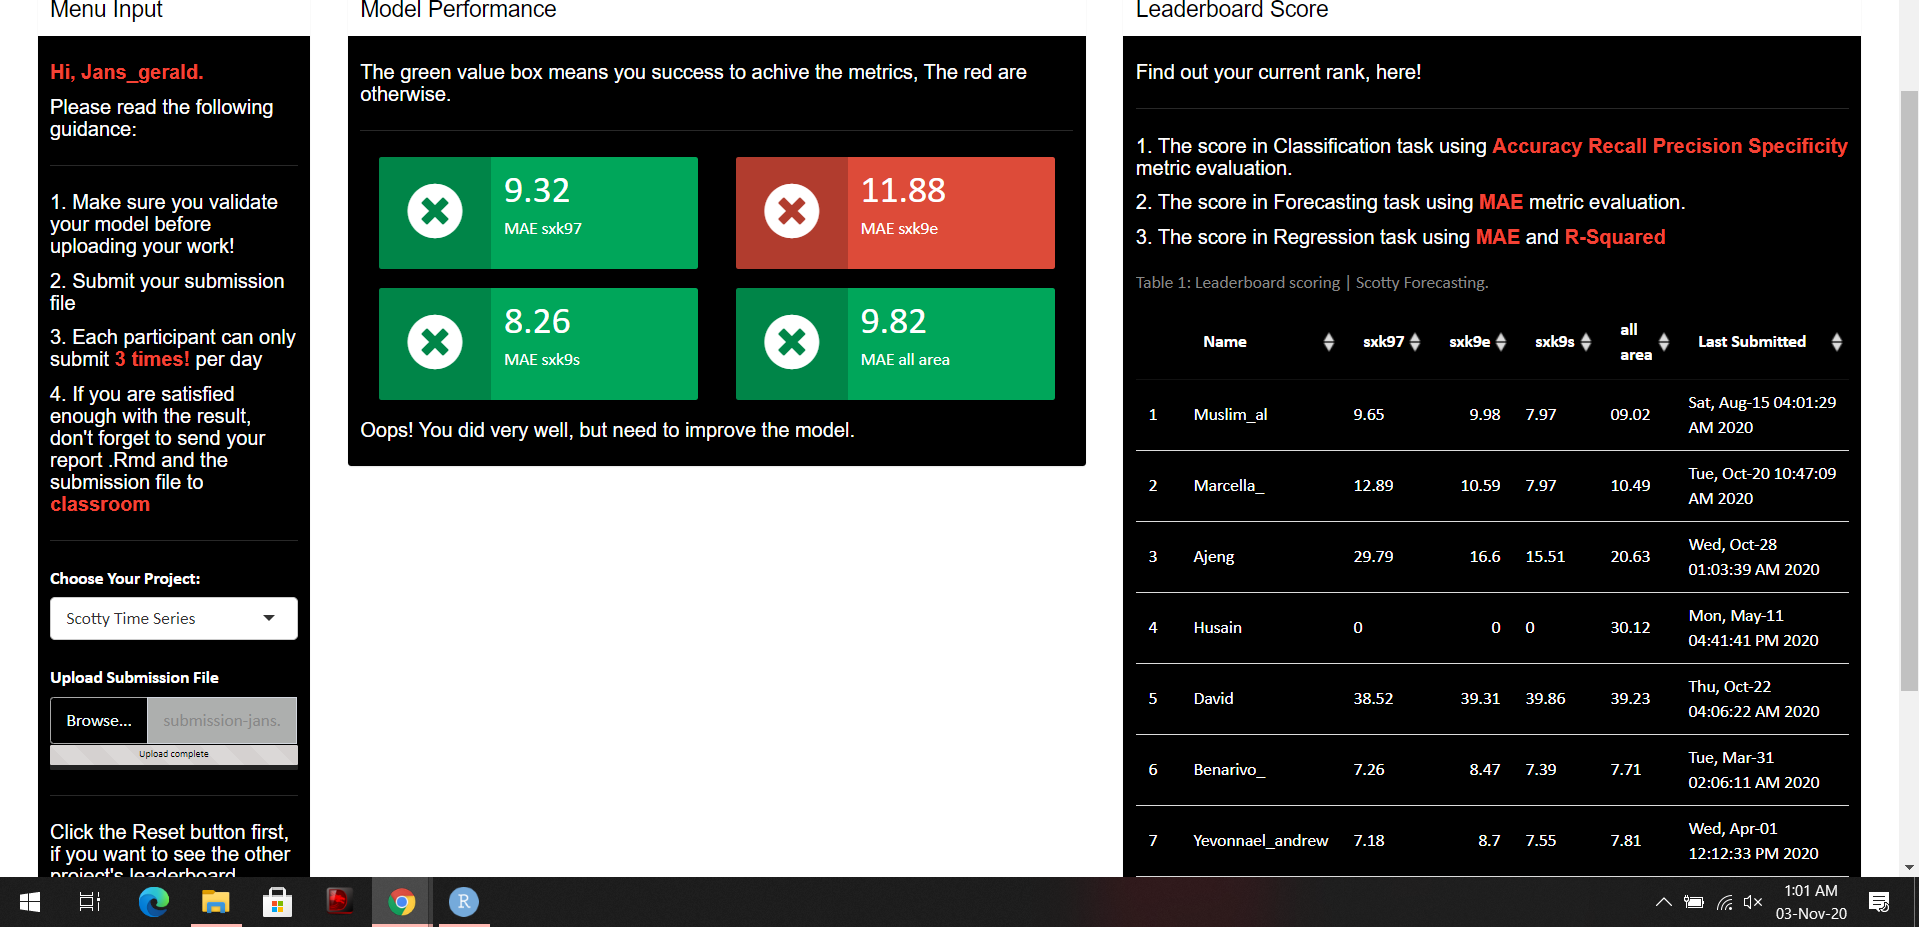 Menu Input
Hi, Jans_gerald.
Please read the following
guidance:
1. Make sure you validate
your model before
uploading your work!
2. Submit your submission
file
3. Each participant can only
submit 3 times! per day
4. If you are satisfied
enough with the result,
don't forget to send your
report .Rmd and the
submission file to
classroom
Choose Your Project:
Scotty Time Series
Upload Submission File
Browse... submission-jans.
Upload complete
Click the Reset button first,
if you want to see the other
project's leaderboard
Model Performance
The green value box means you success to achive the metrics, The red are
otherwise.
9.32
MAE sxk97
11.88
MAE sxk9e
8.26
MAE sxk9s
9.82
MAE all area
Oops! You did very well, but need to improve the model.
Leaderboard Score
Find out your current rank, here!
1. The score in Classification task using Accuracy Recall Precision Specificity
metric evaluation.
2. The score in Forecasting task using MAE metric evaluation.
3. The score in Regression task using MAE and R-Squared
Table 1: Leaderboard scoring | Scotty Forecasting.
Name sxk97 sxk9e sxk9s all area Last Submitted
1 Muslim_al 9.65 9.98 7.97 09.02 Sat, Aug-15 04:01:29
AM 2020
2 Marcella_ 12.89 10.59 7.97 10.49 Tue, Oct-20 10:47:09
AM 2020
3 Ajeng 29.79 16.6 15.51 20.63 Wed, Oct-28
01:03:39 AM 2020
4 Husain 0 0 0 30.12 Mon, May-11
04:41:41 PM 2020
5 David 38.52 39.31 39.86 39.23 Thu, Oct-22
04:06:22 AM 2020
6 Benarivo_ 7.26 8.47 7.39 7.71 Tue, Mar-31
02:06:11 AM 2020
7 Yevonnael_andrew 7.18 8.7 7.55 7.81 Wed, Apr-01
12:12:33 PM 2020
R
1:01 AM
03-Nov-20